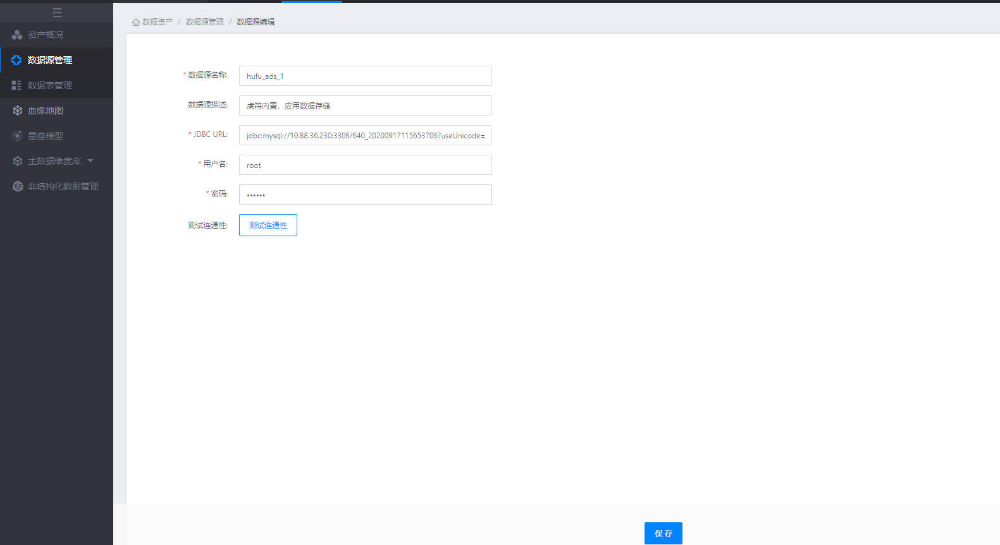 数据资产 / 数据源管理 / 数据源编辑
资产概况
数据源管理
数据表管理
血缘地图
星座模型
主数据维度库
非结构化数据管理
* 数据源名称: hufu_ads_1
数据源描述: 虎符内置，应用数据存储
* JDBC URL: jdbc:mysql://10.88.36.230:3306/640_20200917115653706?useUnicode=
* 用户名: root
* 密码: ••••••
测试连通性: 测试连通性
保存